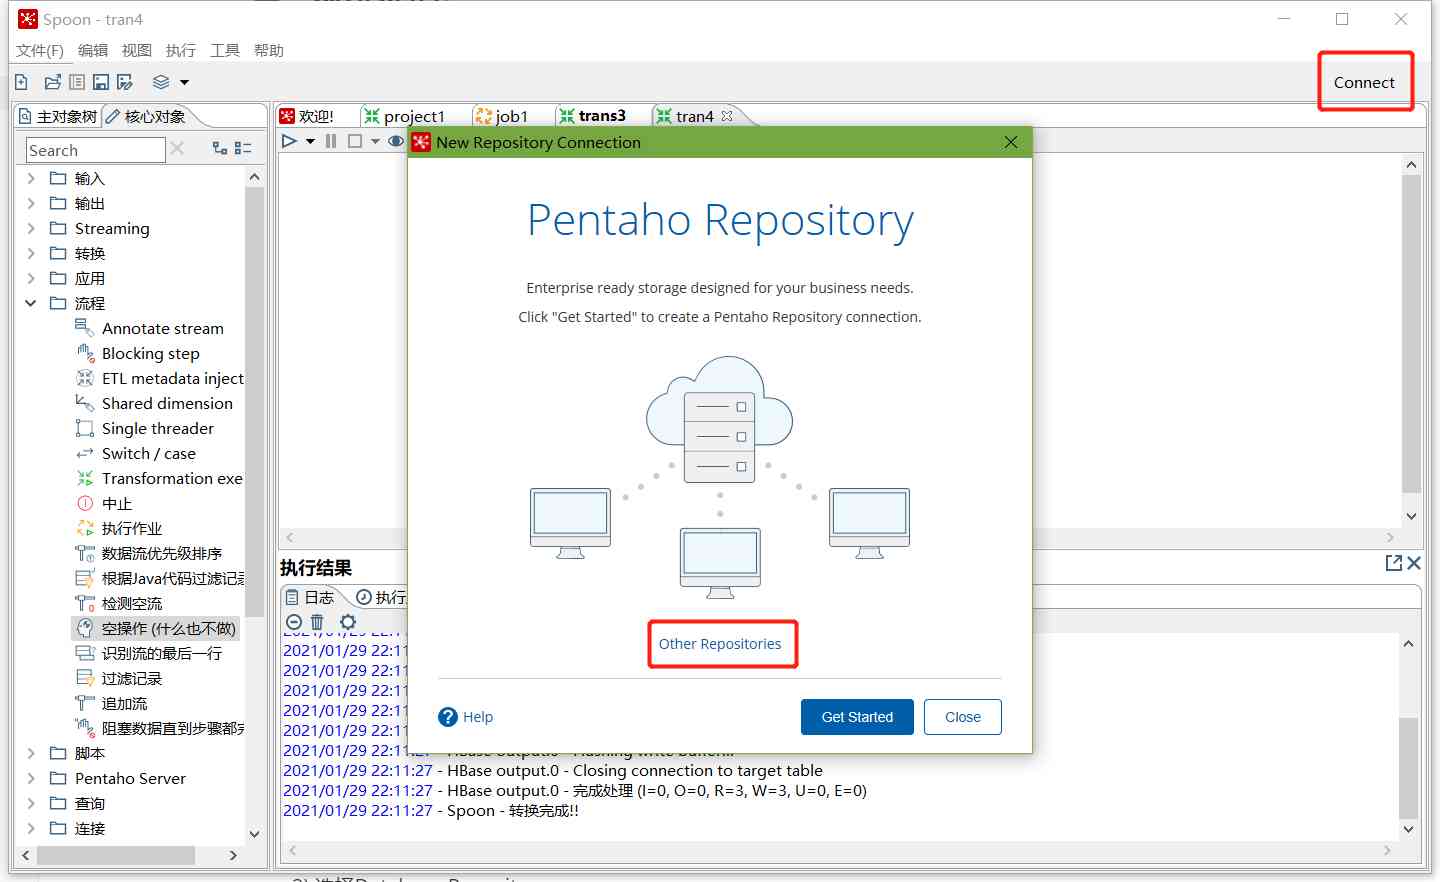 Spoon - tran4
文件(F) 编辑 视图 执行 工具 帮助
Connect
主对象树 核心对象
欢迎! project1 job1 trans3 tran4
Search
输入
输出
Streaming
转换
应用
流程
Annotate stream
Blocking step
ETL metadata inject
Shared dimension
Single threader
Switch / case
Transformation exe
中止
执行作业
数据流优先级排序
根据Java代码过滤记录
检测空流
空操作 (什么也不做)
识别流的最后一行
过滤记录
追加流
阻塞数据直到步骤都完
脚本
Pentaho Server
查询
连接
New Repository Connection
Pentaho Repository
Enterprise ready storage designed for your business needs.
Click "Get Started" to create a Pentaho Repository connection.
Other Repositories
Help
Get Started
Close
执行结果
日志 执行
2021/01/29 22:11
2021/01/29 22:11
2021/01/29 22:11
2021/01/29 22:11
2021/01/29 22:11
2021/01/29 22:11:27 - HBase output.0 - Closing connection to target table
2021/01/29 22:11:27 - HBase output.0 - 完成处理 (I=0, O=0, R=3, W=3, U=0, E=0)
2021/01/29 22:11:27 - Spoon - 转换完成!!